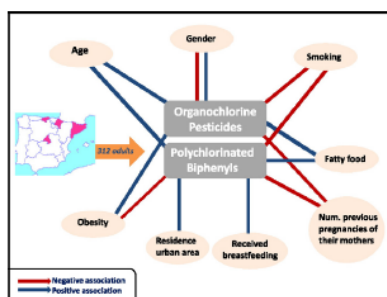 Gender
Age
Smoking
Organochlorine
Pesticides
312 adults
Polychlorinated
Biphenyls
Fatty food
Obesity
Residence
urban area
Received
breastfeeding
Num. previous
pregnancies of
their mothers
Negative association
Positive association